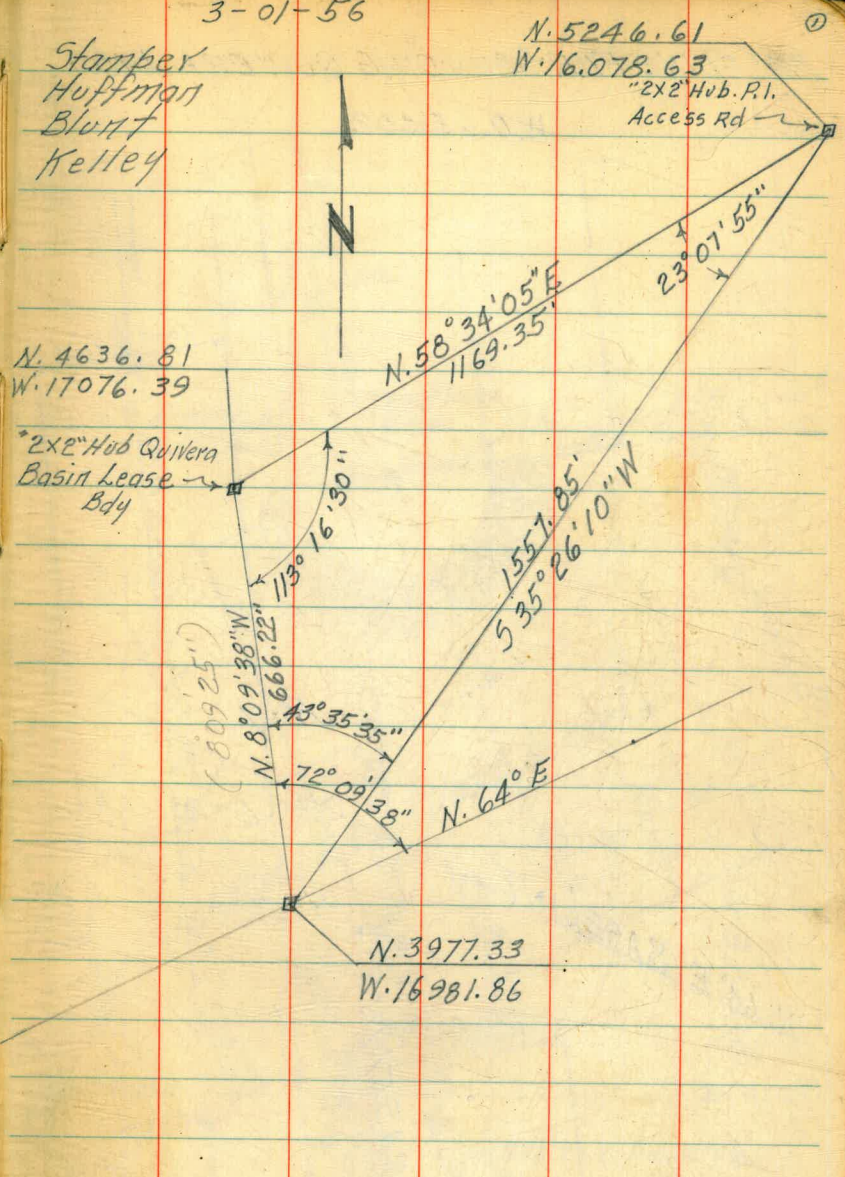 3-01-56
①
Stamper
Huffman
Blunt
Kelley
N. 5246.61
W. 16.078.63
"2x2" Hub. P.I.
Access Rd
N
23° 07' 55"
N. 58° 34' 05" E
1169.35'
N. 4636.81
W. 17076.39
"2x2" Hub Quivera
Basin Lease
Bdy
113° 16' 30"
1557.85'
S 35° 26' 10" W
(8 09 25")
N. 8° 09' 38" W
666.22"
43° 35' 35"
72° 09' 38"
N. 64° E
N. 3977.33
W. 16981.86